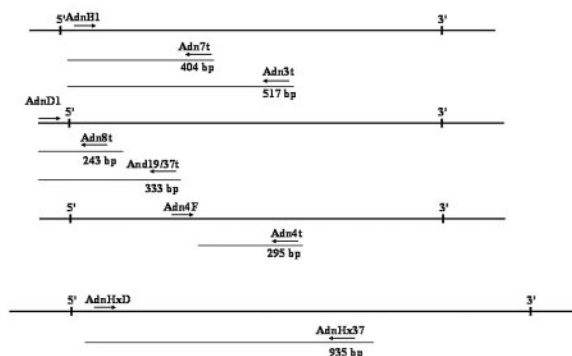 5' AdnH1 3'
Adn7t
404 bp
Adn3t
517 bp
AdnD1
5' 3'
Adn8t
243 bp
And19/37t
333 bp
5' Adn4F 3'
Adn4t
295 bp
5' AdnHxD 3'
AdnHx37
935 bp